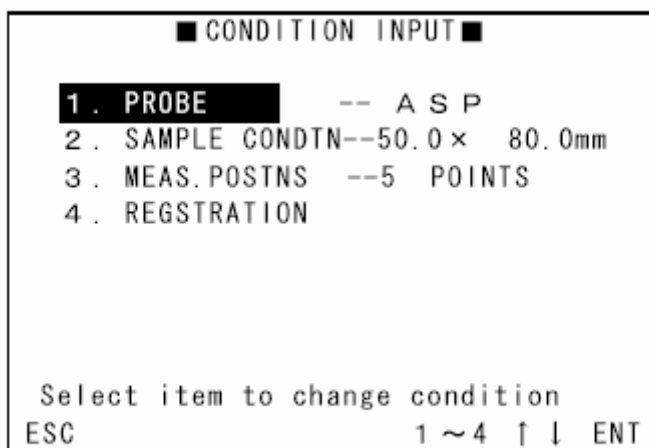 ■CONDITION INPUT■
1. PROBE -- ASP
2. SAMPLE CONDTN--50.0× 80.0mm
3. MEAS.POSTNS --5 POINTS
4. REGSTRATION
Select item to change condition
ESC 1~4 ↑ ↓ ENT